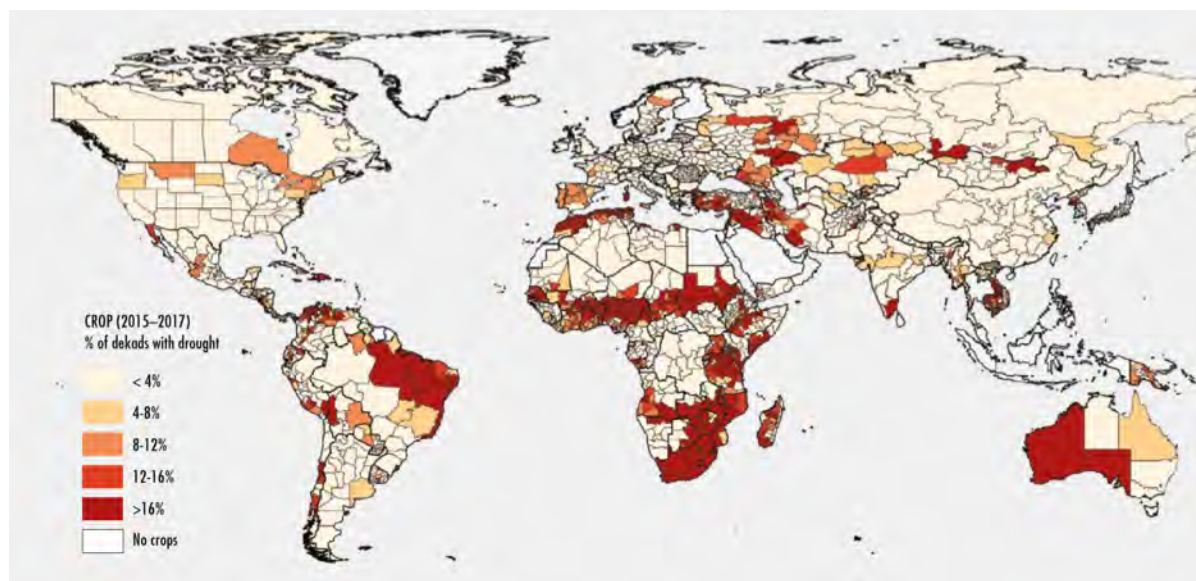 CROP (2015–2017)
% of dekads with drought
< 4%
4-8%
8-12%
12-16%
>16%
No crops